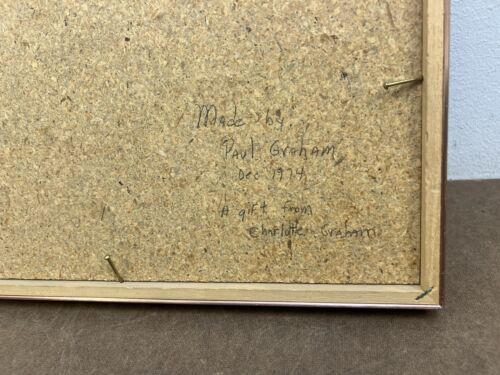 Made by
Paul Graham
Dec 1974
A gift from
Charlotte Graham